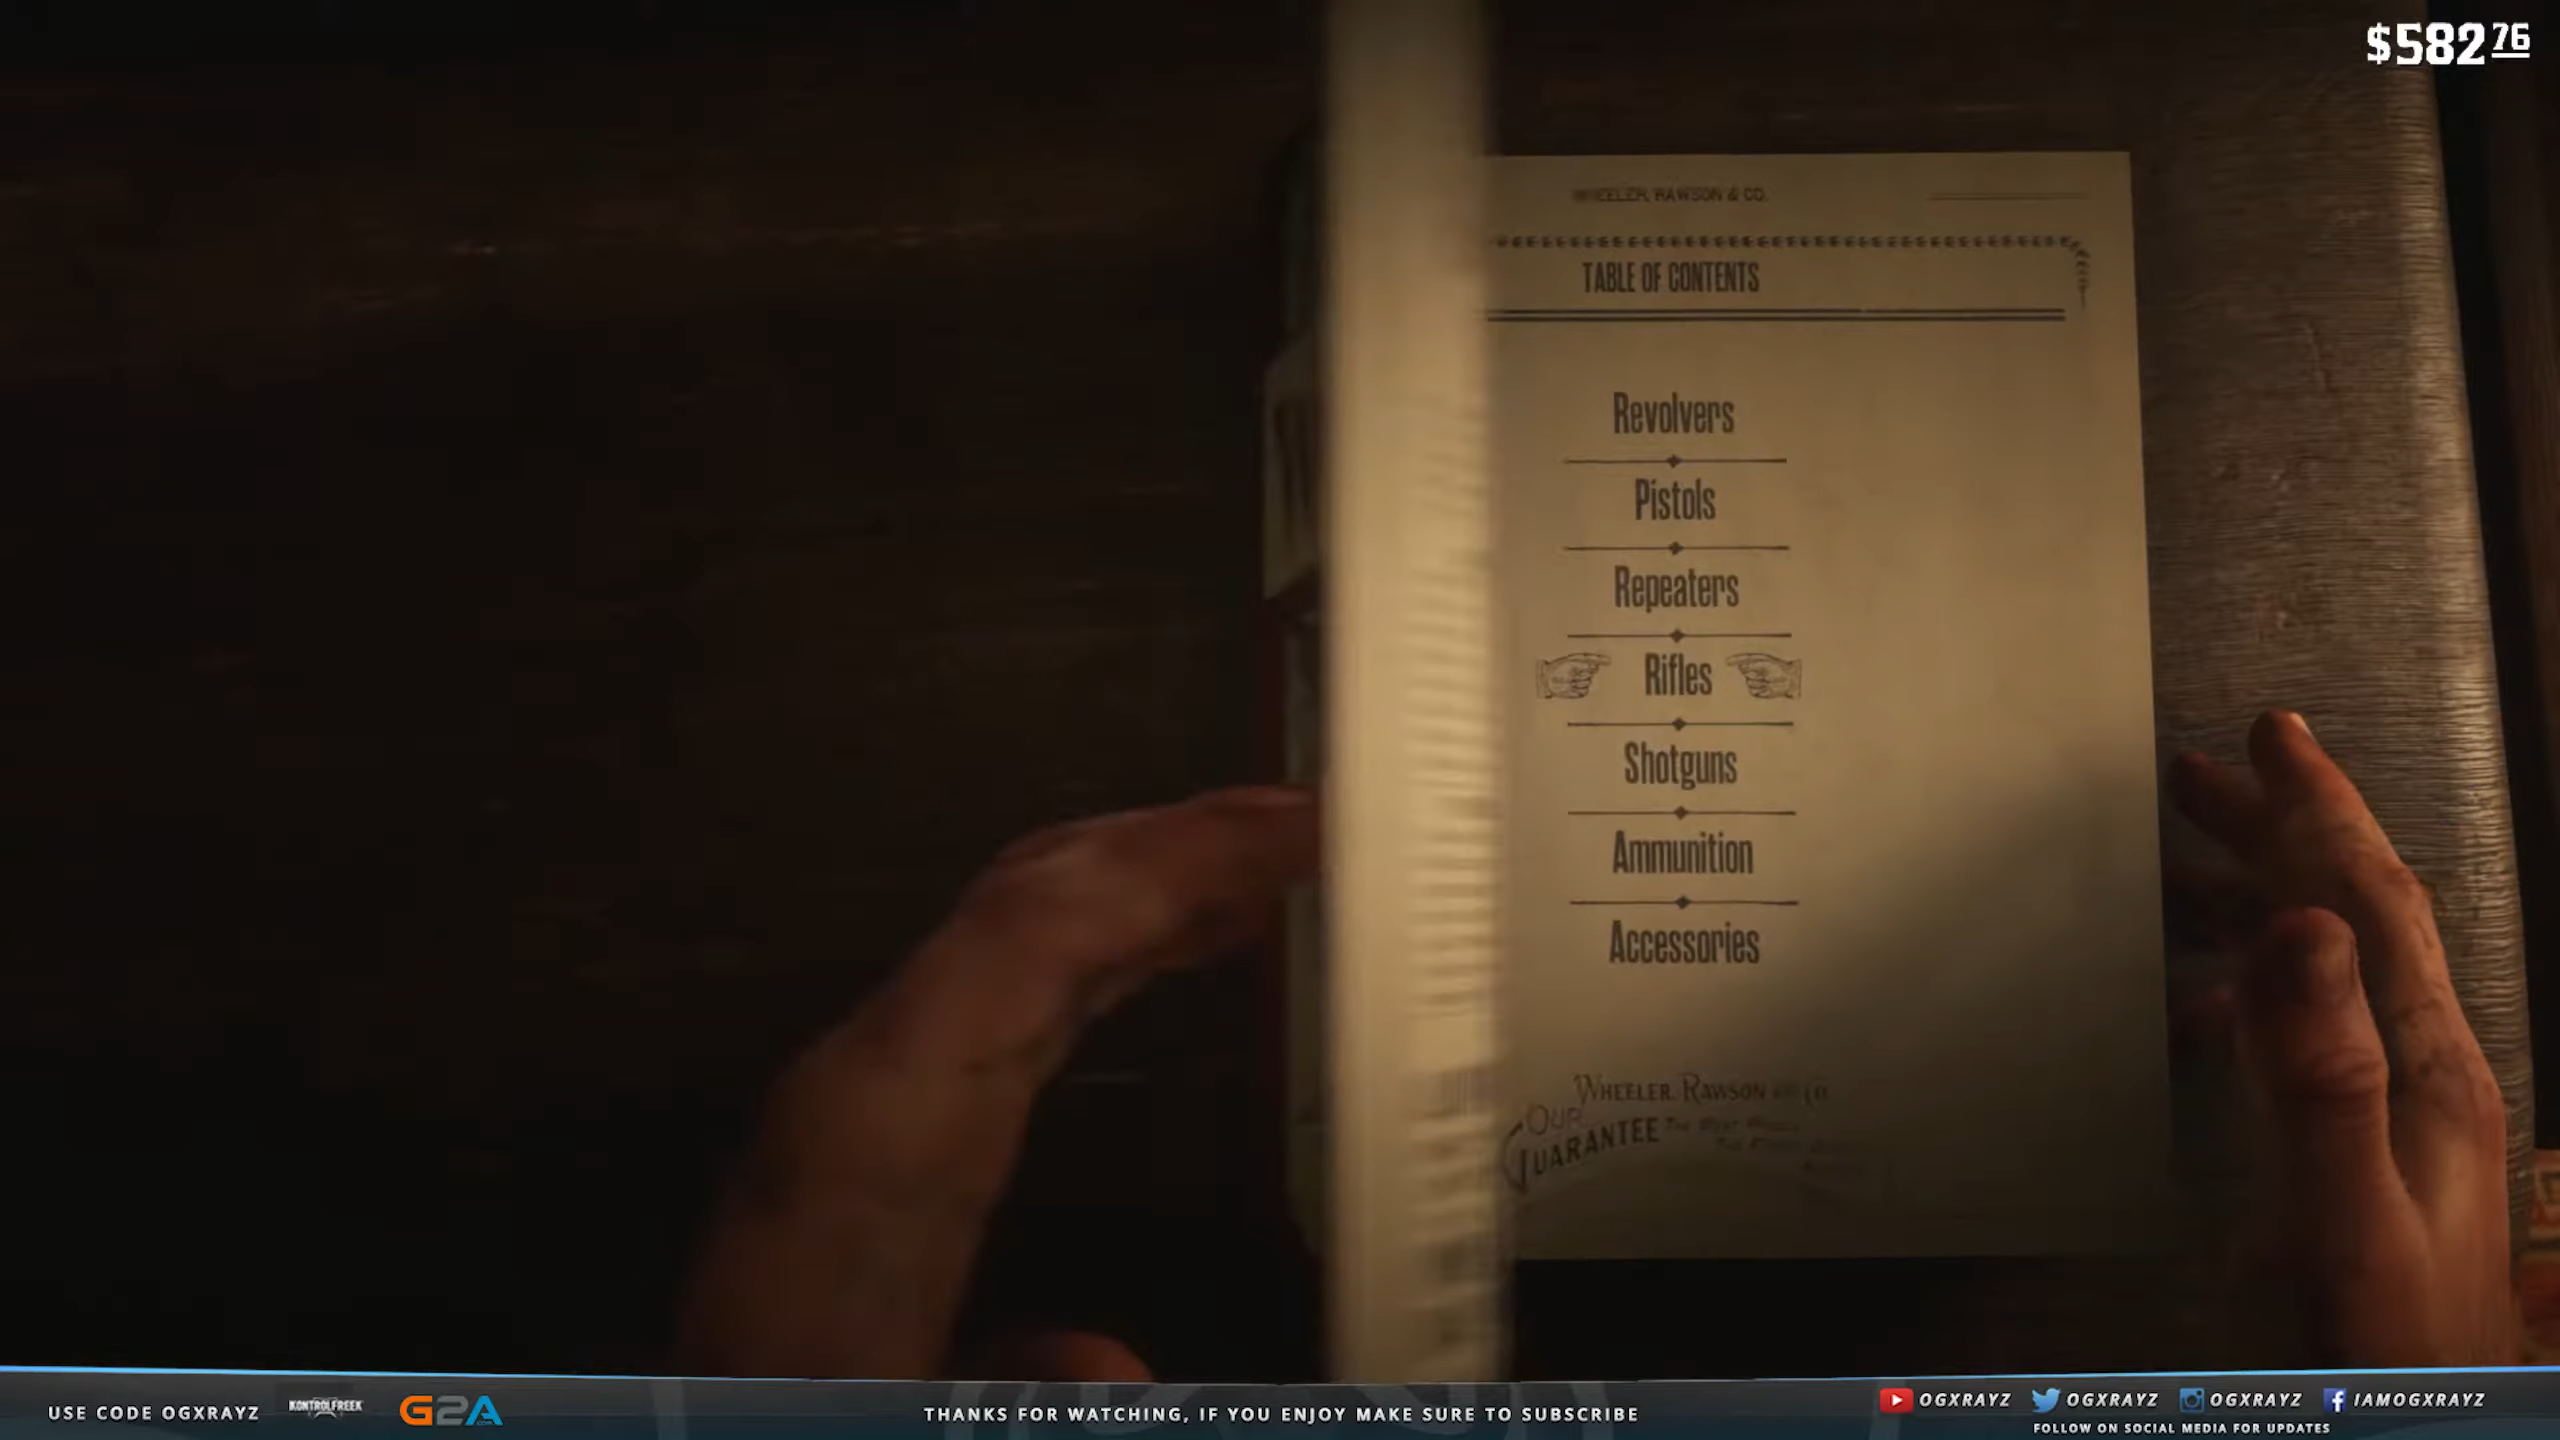 $582 76
WHEELER, RAWSON & CO.
TABLE OF CONTENTS
Revolvers
Pistols
Repeaters
Rifles
Shotguns
Ammunition
Accessories
WHEELER, RAWSON
OUR
GUARANTEE
USE CODE OGXRAYZ
KONTROLFREEK
G2A
THANKS FOR WATCHING, IF YOU ENJOY MAKE SURE TO SUBSCRIBE
OGXRAYZ OGXRAYZ OGXRAYZ IAMOGXRAYZ
FOLLOW ON SOCIAL MEDIA FOR UPDATES